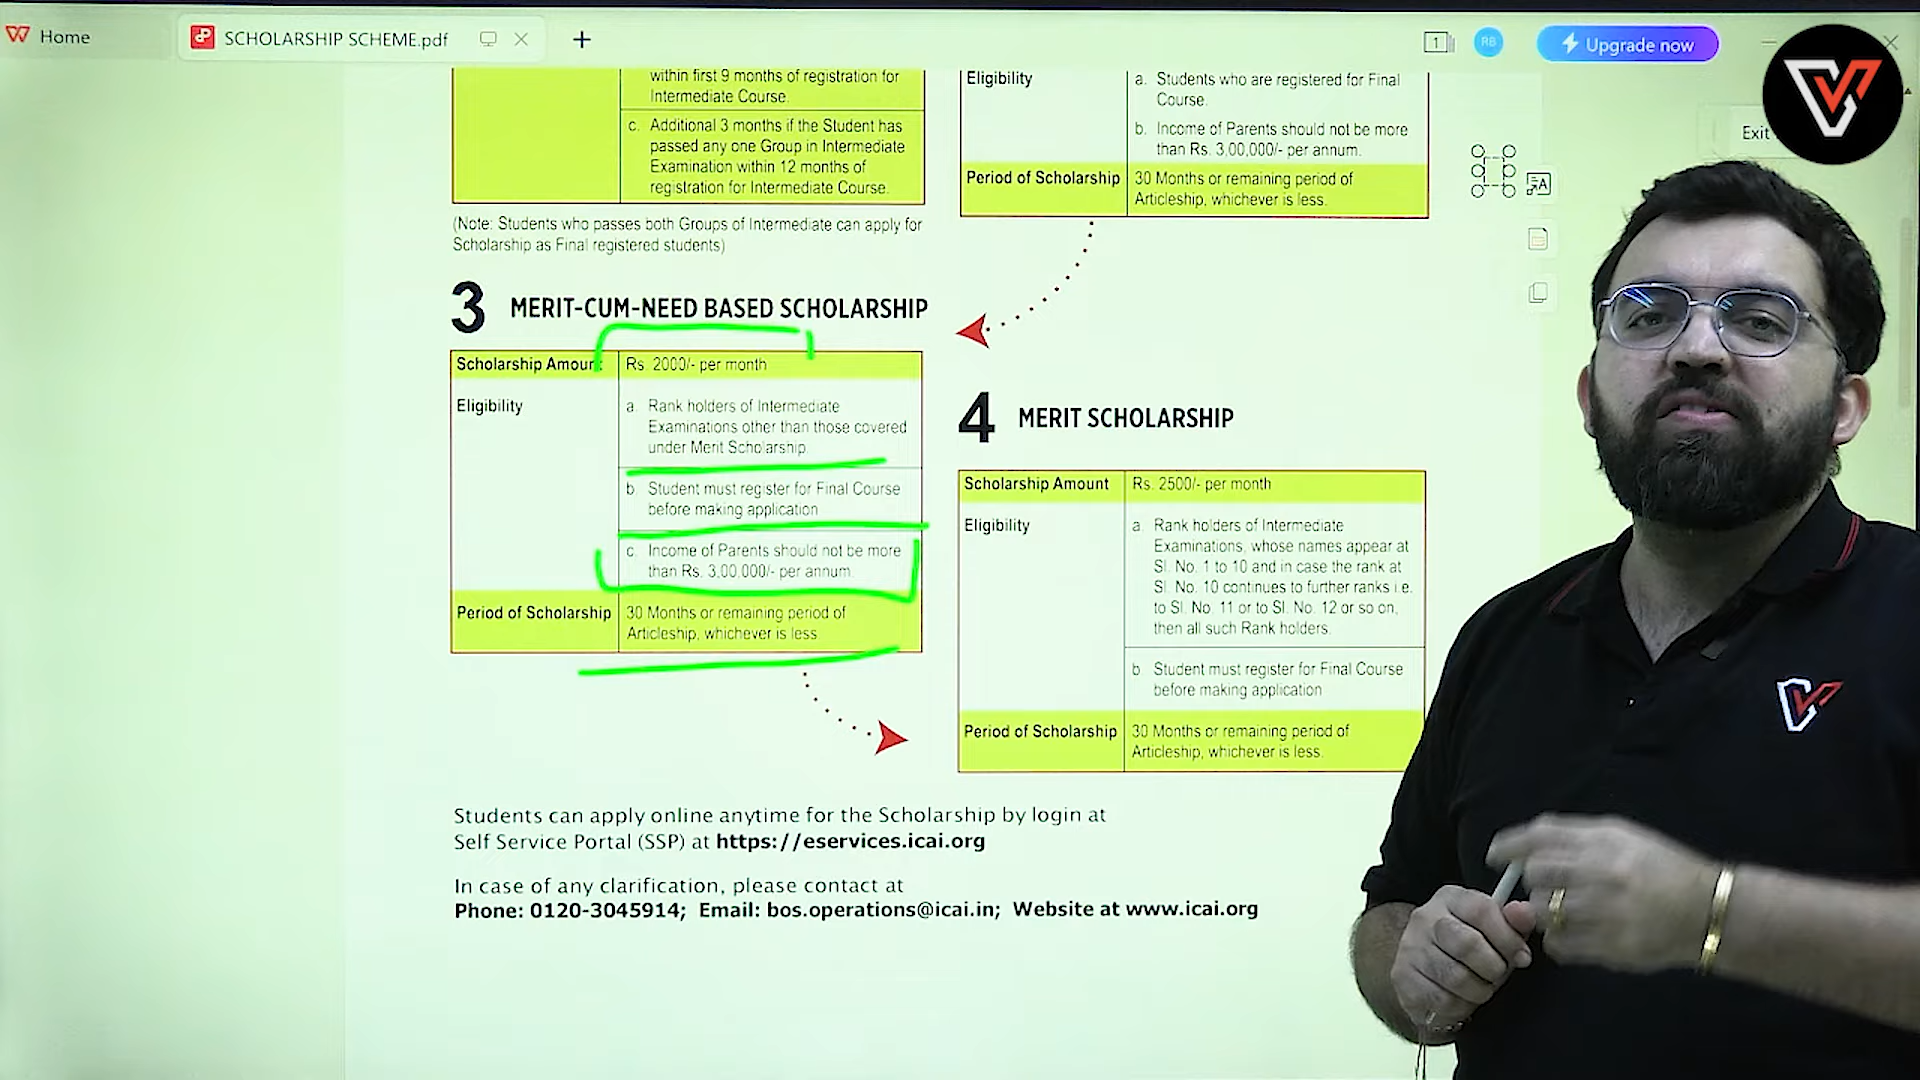 Home
SCHOLARSHIP SCHEME.pdf
1
RB
Upgrade now
Exit
within first 9 months of registration for
Intermediate Course.
c. Additional 3 months if the Student has
passed any one Group in Intermediate
Examination within 12 months of
registration for Intermediate Course.
(Note: Students who passes both Groups of Intermediate can apply for
Scholarship as Final registered students)
Eligibility
a. Students who are registered for Final
Course.
b. Income of Parents should not be more
than Rs. 3,00,000/- per annum.
Period of Scholarship
30 Months or remaining period of
Articleship, whichever is less.
3 MERIT-CUM-NEED BASED SCHOLARSHIP
Scholarship Amount
Rs. 2000/- per month
Eligibility
a. Rank holders of Intermediate
Examinations other than those covered
under Merit Scholarship.
b Student must register for Final Course
before making application
c. Income of Parents should not be more
than Rs. 3,00,000/- per annum.
Period of Scholarship
30 Months or remaining period of
Articleship, whichever is less
4 MERIT SCHOLARSHIP
Scholarship Amount
Rs. 2500/- per month
Eligibility
a. Rank holders of Intermediate
Examinations, whose names appear at
Sl. No. 1 to 10 and in case the rank at
Sl. No. 10 continues to further ranks i.e.
to Sl. No. 11 or to Sl. No. 12 or so on,
then all such Rank holders.
b Student must register for Final Course
before making application
Period of Scholarship
30 Months or remaining period of
Articleship, whichever is less.
Students can apply online anytime for the Scholarship by login at
Self Service Portal (SSP) at https://eservices.icai.org
In case of any clarification, please contact at
Phone: 0120-3045914; Email: bos.operations@icai.in; Website at www.icai.org